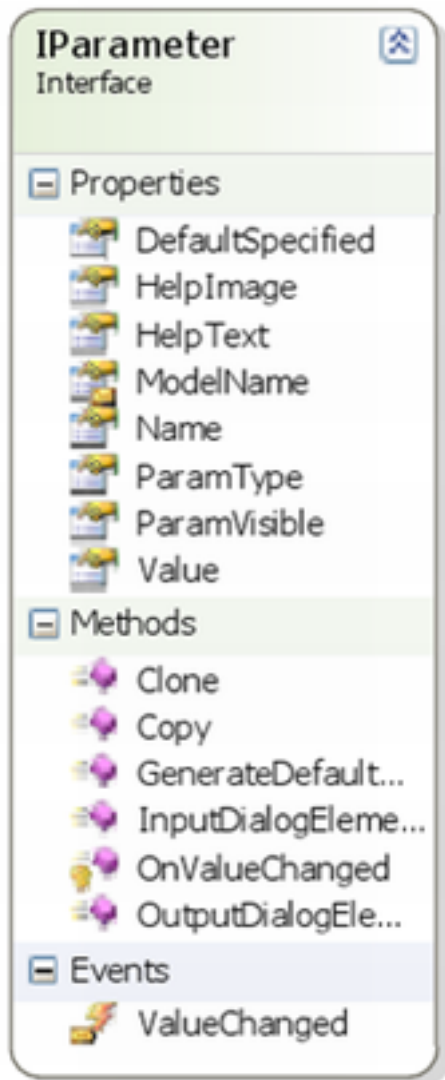 IParameter
Interface
Properties
DefaultSpecified
HelpImage
HelpText
ModelName
Name
ParamType
ParamVisible
Value
Methods
Clone
Copy
GenerateDefault...
InputDialogEleme...
OnValueChanged
OutputDialogEle...
Events
ValueChanged